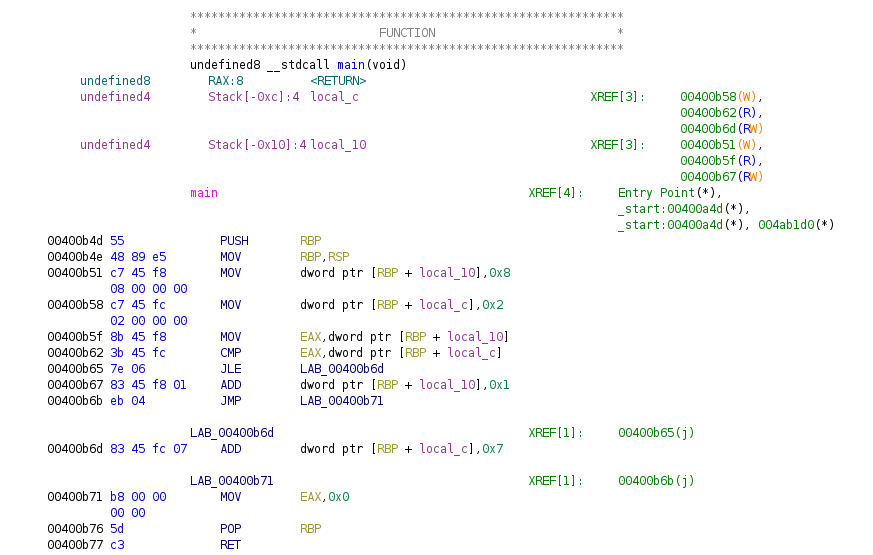 **************************************************************
*                          FUNCTION                          *
**************************************************************
undefined8 __stdcall main(void)
undefined8 RAX:8 <RETURN>
undefined4 Stack[-0xc]:4 local_c XREF[3]: 00400b58(W),
00400b62(R),
00400b6d(RW)
undefined4 Stack[-0x10]:4 local_10 XREF[3]: 00400b51(W),
00400b5f(R),
00400b67(RW)
main XREF[4]: Entry Point(*),
_start:00400a4d(*),
_start:00400a4d(*), 004ab1d0(*)
00400b4d 55 PUSH RBP
00400b4e 48 89 e5 MOV RBP,RSP
00400b51 c7 45 f8 MOV dword ptr [RBP + local_10],0x8
08 00 00 00
00400b58 c7 45 fc MOV dword ptr [RBP + local_c],0x2
02 00 00 00
00400b5f 8b 45 f8 MOV EAX,dword ptr [RBP + local_10]
00400b62 3b 45 fc CMP EAX,dword ptr [RBP + local_c]
00400b65 7e 06 JLE LAB_00400b6d
00400b67 83 45 f8 01 ADD dword ptr [RBP + local_10],0x1
00400b6b eb 04 JMP LAB_00400b71
LAB_00400b6d XREF[1]: 00400b65(j)
00400b6d 83 45 fc 07 ADD dword ptr [RBP + local_c],0x7
LAB_00400b71 XREF[1]: 00400b6b(j)
00400b71 b8 00 00 MOV EAX,0x0
00 00
00400b76 5d POP RBP
00400b77 c3 RET